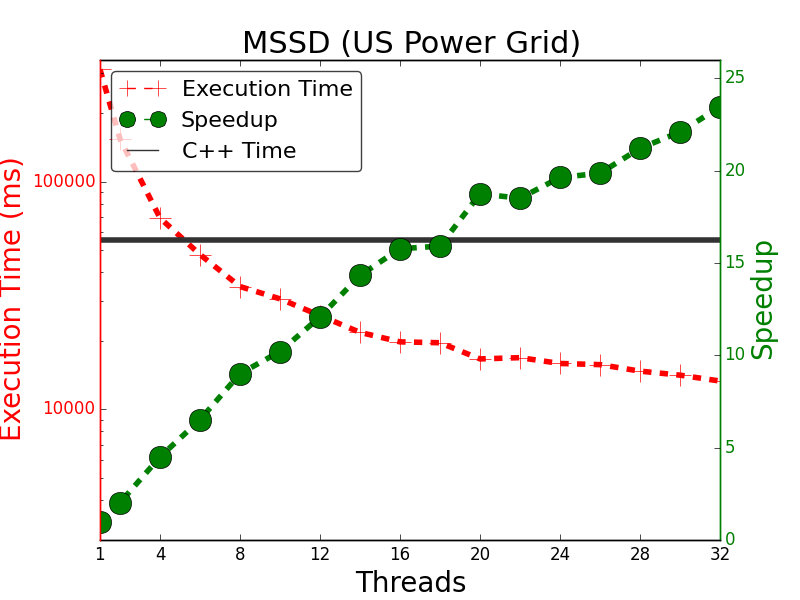 MSSD (US Power Grid)
Execution Time
Speedup
C++ Time
Execution Time (ms)
100000
10000
Speedup
25
20
15
10
5
0
1 4 8 12 16 20 24 28 32
Threads